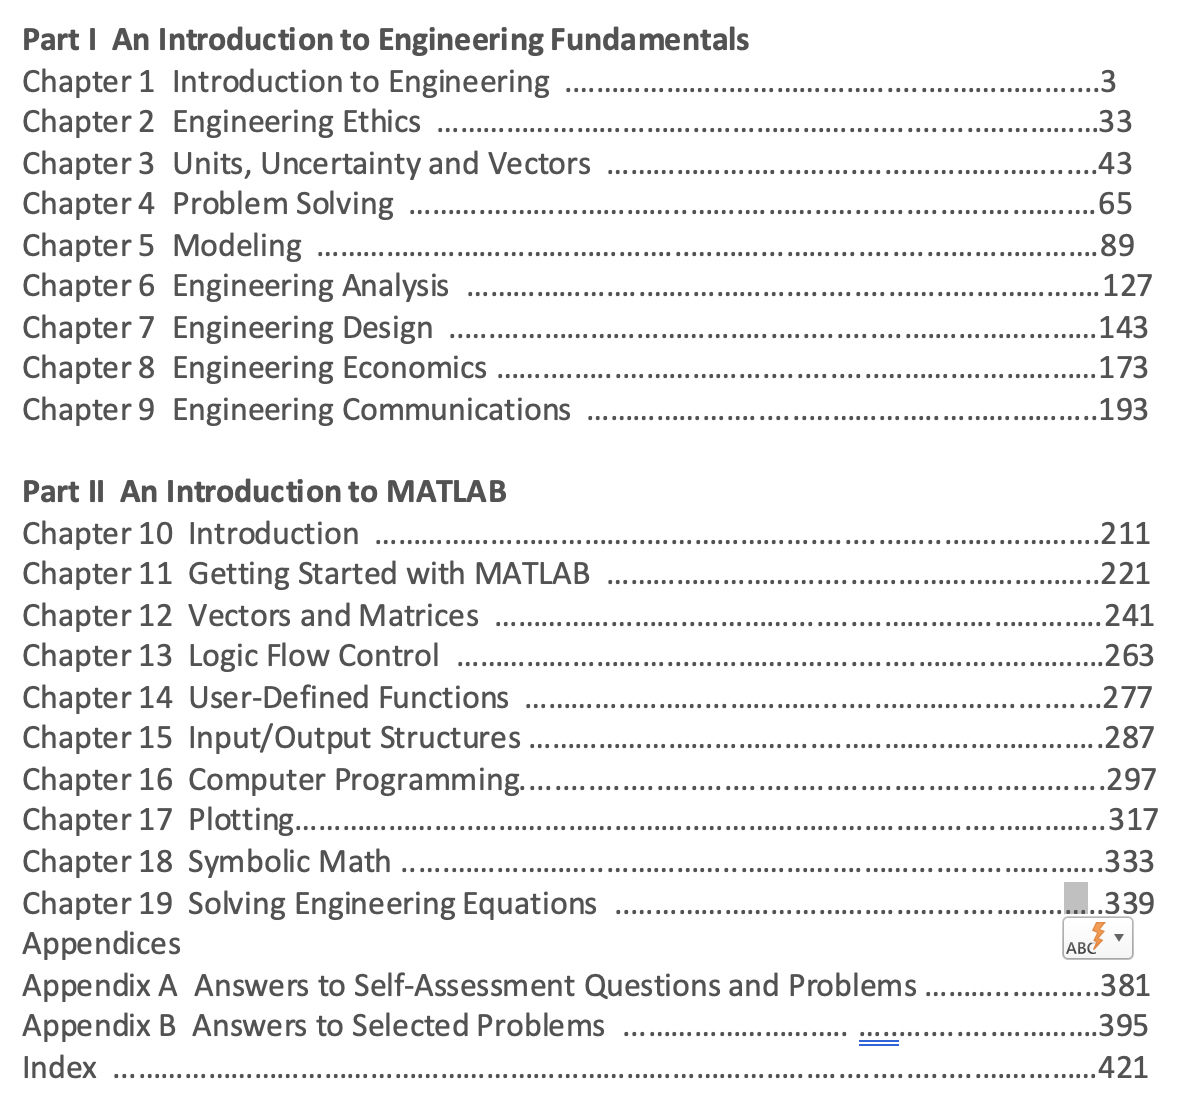 Part I  An Introduction to Engineering Fundamentals
Chapter 1  Introduction to Engineering ................................................................3
Chapter 2  Engineering Ethics ................................................................33
Chapter 3  Units, Uncertainty and Vectors ................................................................43
Chapter 4  Problem Solving ................................................................65
Chapter 5  Modeling ................................................................89
Chapter 6  Engineering Analysis ................................................................127
Chapter 7  Engineering Design ................................................................143
Chapter 8  Engineering Economics ................................................................173
Chapter 9  Engineering Communications ................................................................193
Part II  An Introduction to MATLAB
Chapter 10  Introduction ................................................................211
Chapter 11  Getting Started with MATLAB ................................................................221
Chapter 12  Vectors and Matrices ................................................................241
Chapter 13  Logic Flow Control ................................................................263
Chapter 14  User-Defined Functions ................................................................277
Chapter 15  Input/Output Structures ................................................................287
Chapter 16  Computer Programming................................................................297
Chapter 17  Plotting................................................................317
Chapter 18  Symbolic Math ................................................................333
Chapter 19  Solving Engineering Equations ................................................................339
Appendices
ABC
Appendix A  Answers to Self-Assessment Questions and Problems ......................381
Appendix B  Answers to Selected Problems ........................... ..............................395
Index ................................................................421